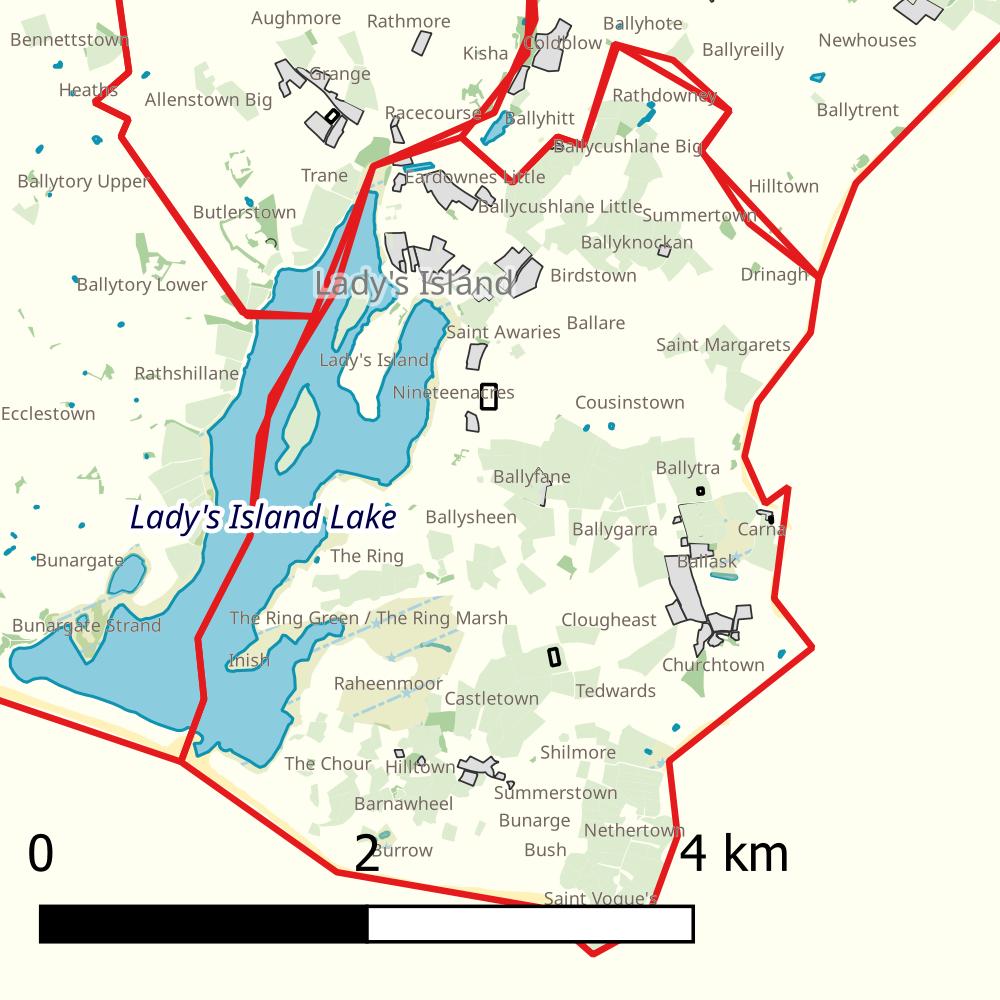 Aughmore
Rathmore
Ballyhote
Bennettstown
Kisha
Coldblow
Ballyreilly
Newhouses
Heaths
Grange
Allenstown Big
Racecourse
Ballyhitt
Rathdowney
Ballytrent
Ballycushlane Big
Ballytory Upper
Trane
Eardownes Little
Hilltown
Butlerstown
Ballycushlane Little
Summertown
Ballyknockan
Ballytory Lower
Lady's Island
Birdstown
Drinagh
Saint Awaries
Ballare
Saint Margarets
Rathshillane
Lady's Island
Nineteenacres
Cousinstown
Ecclestown
Ballyfane
Ballytra
Lady's Island Lake
Ballysheen
Ballygarra
Carna
Bunargate
The Ring
Ballask
Bunargate Strand
The Ring Green / The Ring Marsh
Clougheast
Inish
Churchtown
Raheenmoor
Castletown
Tedwards
The Chour
Hilltown
Shilmore
Barnawheel
Summerstown
Bunarge
Nethertown
Burrow
Bush
0 2 4 km
Saint Vogue's